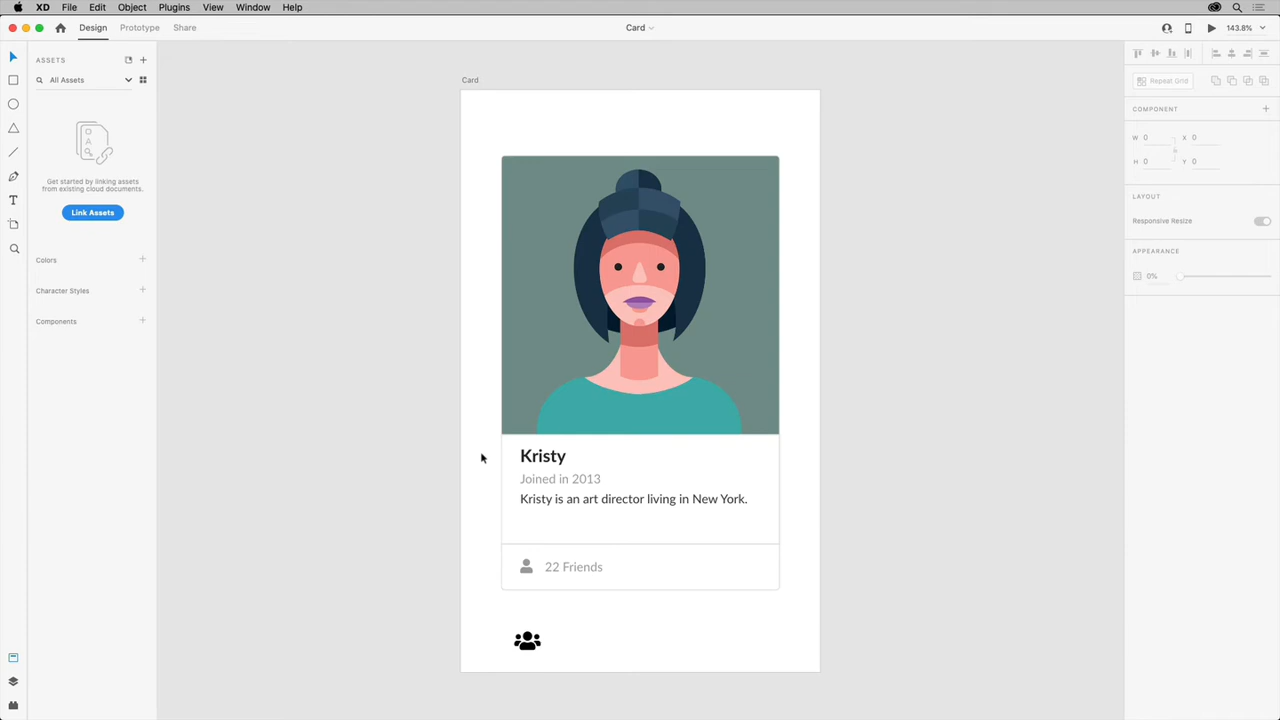 XD File Edit Object Plugins View Window Help
Design Prototype Share Card 143.8%
ASSETS
All Assets
Get started by linking assets
from existing cloud documents.
Link Assets
Colors
Character Styles
Components
Card
Kristy
Joined in 2013
Kristy is an art director living in New York.
22 Friends
Repeat Grid
COMPONENT
W 0 X 0
H 0 Y 0
LAYOUT
Responsive Resize
APPEARANCE
0%